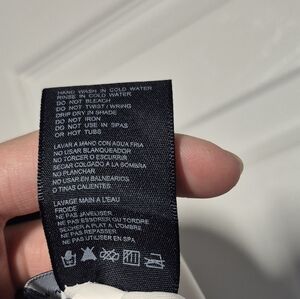 HAND WASH IN COLD WATER
RINSE IN COLD WATER
DO NOT BLEACH
DO NOT TWIST / WRING
DRIP DRY IN SHADE
DO NOT IRON
DO NOT USE IN SPAS
OR HOT TUBS
LAVAR A MANO CON AGUA FRIA
NO USAR BLANQUEADOR
NO TORCER O ESCURRIR
SECAR COLGADO A LA SOMBRA
NO PLANCHAR
NO USAR EN BALNEARIOS
O TINAS CALIENTES.
LAVAGE MAIN A L'EAU
FROIDE
NE PAS JAVELISER
NE PAS ESSORER OU TORDRE
SECHER A PLAT A L'OMBRE
NE PAS REPASSER
NE PAS UTILISER EN SPA